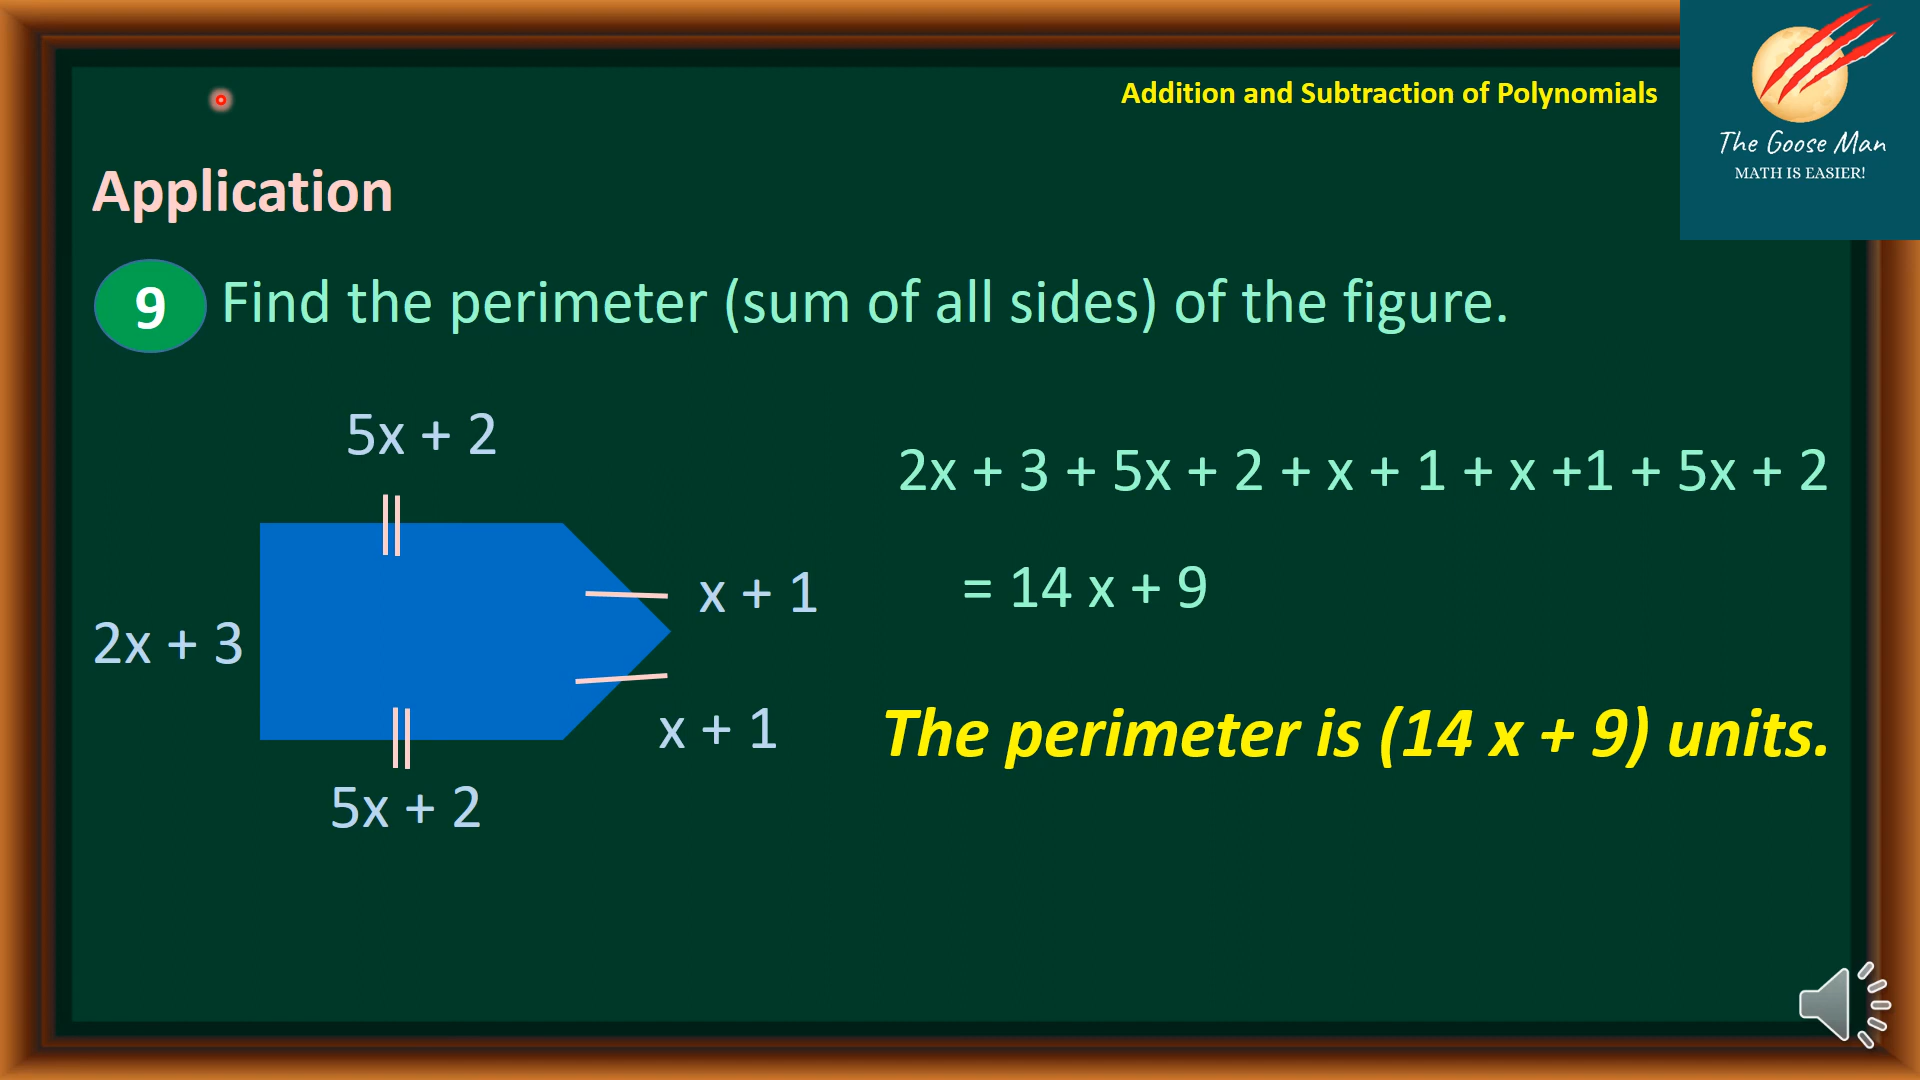 Addition and Subtraction of Polynomials
The Goose Man
MATH IS EASIER!
Application
9 Find the perimeter (sum of all sides) of the figure.
5x + 2
2x + 3 + 5x + 2 + x + 1 + x +1 + 5x + 2
x + 1
= 14 x + 9
2x + 3
x + 1
The perimeter is (14 x + 9) units.
5x + 2